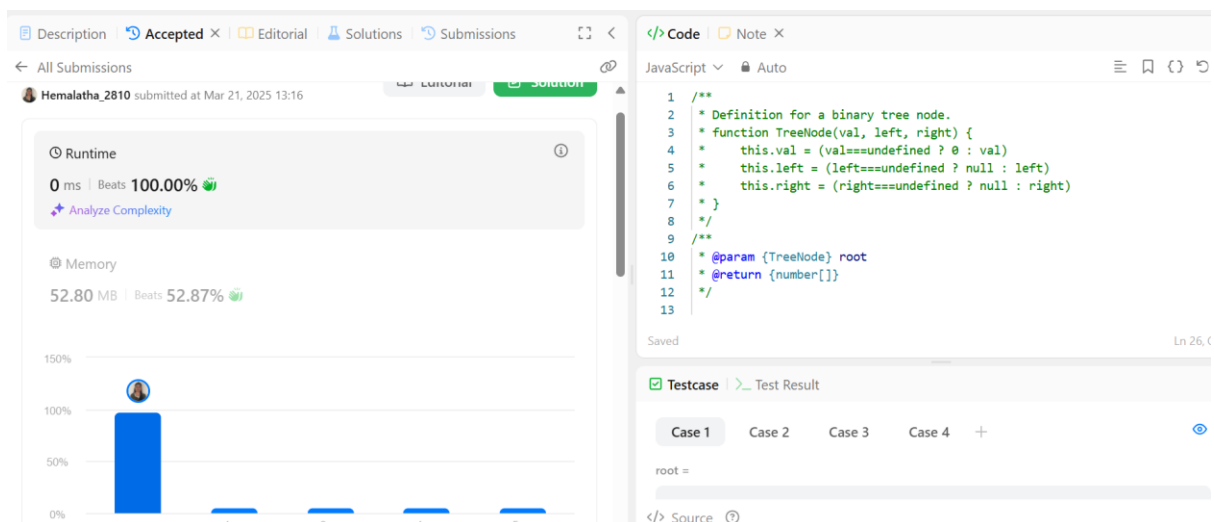 Description Accepted × Editorial Solutions Submissions
All Submissions
Editorial Solution
Hemalatha_2810 submitted at Mar 21, 2025 13:16
Runtime
0 ms | Beats 100.00%
Analyze Complexity
Memory
52.80 MB | Beats 52.87%
150%
100%
50%
0%
</> Code Note ×
JavaScript Auto
1 /**
2 * Definition for a binary tree node.
3 * function TreeNode(val, left, right) {
4 *     this.val = (val===undefined ? 0 : val)
5 *     this.left = (left===undefined ? null : left)
6 *     this.right = (right===undefined ? null : right)
7 * }
8 */
9 /**
10 * @param {TreeNode} root
11 * @return {number[]}
12 */
13
Saved Ln 26,
Testcase >_ Test Result
Case 1 Case 2 Case 3 Case 4 +
root =
</> Source ?